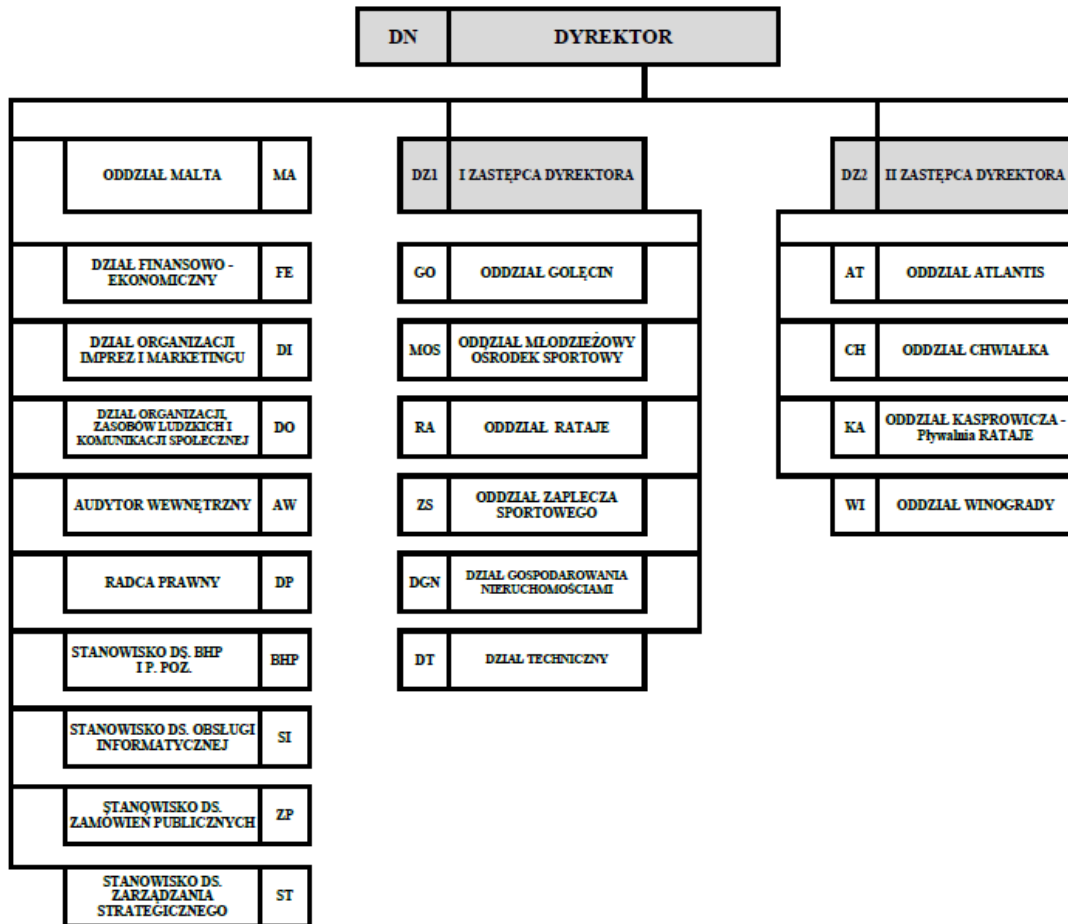 DN DYREKTOR
ODDZIAŁ MALTA MA
DZIAŁ FINANSOWO -
EKONOMICZNY FE
DZIAŁ ORGANIZACJI
IMPREZ I MARKETINGU DI
DZIAŁ ORGANIZACJI,
ZASOBÓW LUDZKICH I
KOMUNIKACJI SPOŁECZNEJ DO
AUDYTOR WEWNĘTRZNY AW
RADCA PRAWNY DP
STANOWISKO DS. BHP
I P. POŻ. BHP
STANOWISKO DS. OBSŁUGI
INFORMATYCZNEJ SI
STANOWISKO DS.
ZAMÓWIEŃ PUBLICZNYCH ZP
STANOWISKO DS.
ZARZĄDZANIA
STRATEGICZNEGO ST
DZ1 I ZASTĘPCA DYREKTORA
GO ODDZIAŁ GOLĘCIN
MOS ODDZIAŁ MŁODZIEŻOWY
OŚRODEK SPORTOWY
RA ODDZIAŁ RATAJE
ZS ODDZIAŁ ZAPLECZA
SPORTOWEGO
DGN DZIAŁ GOSPODAROWANIA
NIERUCHOMOŚCIAMI
DT DZIAŁ TECHNICZNY
DZ2 II ZASTĘPCA DYREKTORA
AT ODDZIAŁ ATLANTIS
CH ODDZIAŁ CHWIAŁKA
KA ODDZIAŁ KASPROWICZA -
Pływalnia RATAJE
WI ODDZIAŁ WINOGRADY